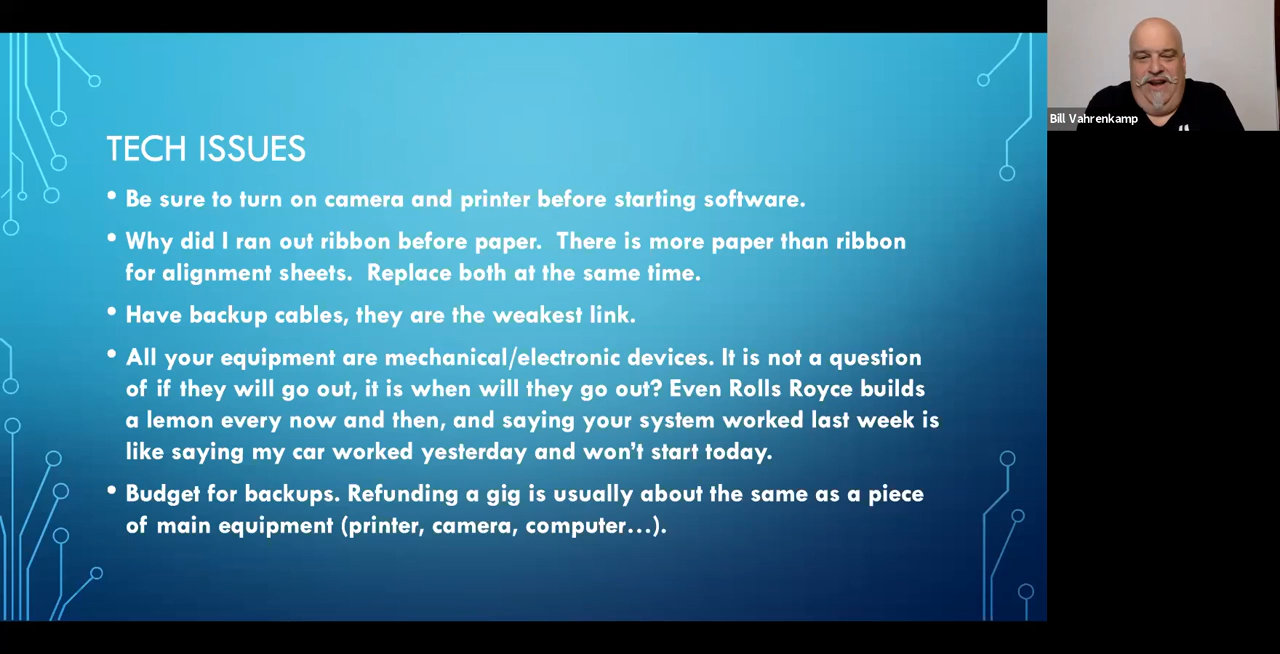 TECH ISSUES
• Be sure to turn on camera and printer before starting software.
• Why did I ran out ribbon before paper.  There is more paper than ribbon
for alignment sheets.  Replace both at the same time.
• Have backup cables, they are the weakest link.
• All your equipment are mechanical/electronic devices. It is not a question
of if they will go out, it is when will they go out? Even Rolls Royce builds
a lemon every now and then, and saying your system worked last week is
like saying my car worked yesterday and won’t start today.
• Budget for backups. Refunding a gig is usually about the same as a piece
of main equipment (printer, camera, computer…).
Bill Vahrenkamp